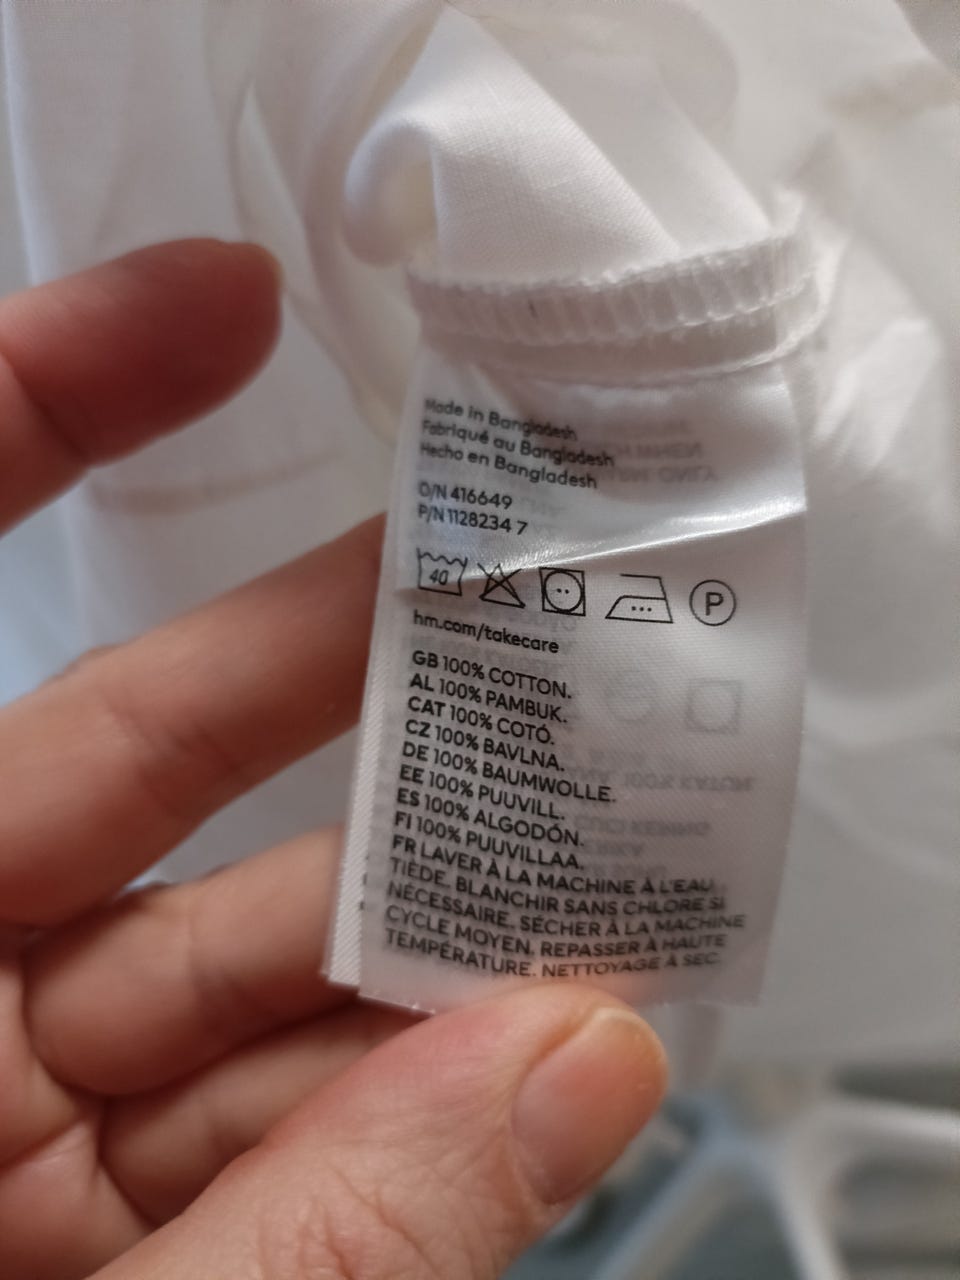 Made in Bangladesh
Fabriqué au Bangladesh
Hecho en Bangladesh
O/N 416649
P/N 1128234 7
40
P
hm.com/takecare
GB 100% COTTON.
AL 100% PAMBUK.
CAT 100% COTÓ.
CZ 100% BAVLNA.
DE 100% BAUMWOLLE.
EE 100% PUUVILL.
ES 100% ALGODÓN.
FI 100% PUUVILLAA.
FR LAVER À LA MACHINE À L'EAU
TIÈDE. BLANCHIR SANS CHLORE SI
NÉCESSAIRE. SÉCHER À LA MACHINE
CYCLE MOYEN. REPASSER À HAUTE
TEMPÉRATURE. NETTOYAGE À SEC.